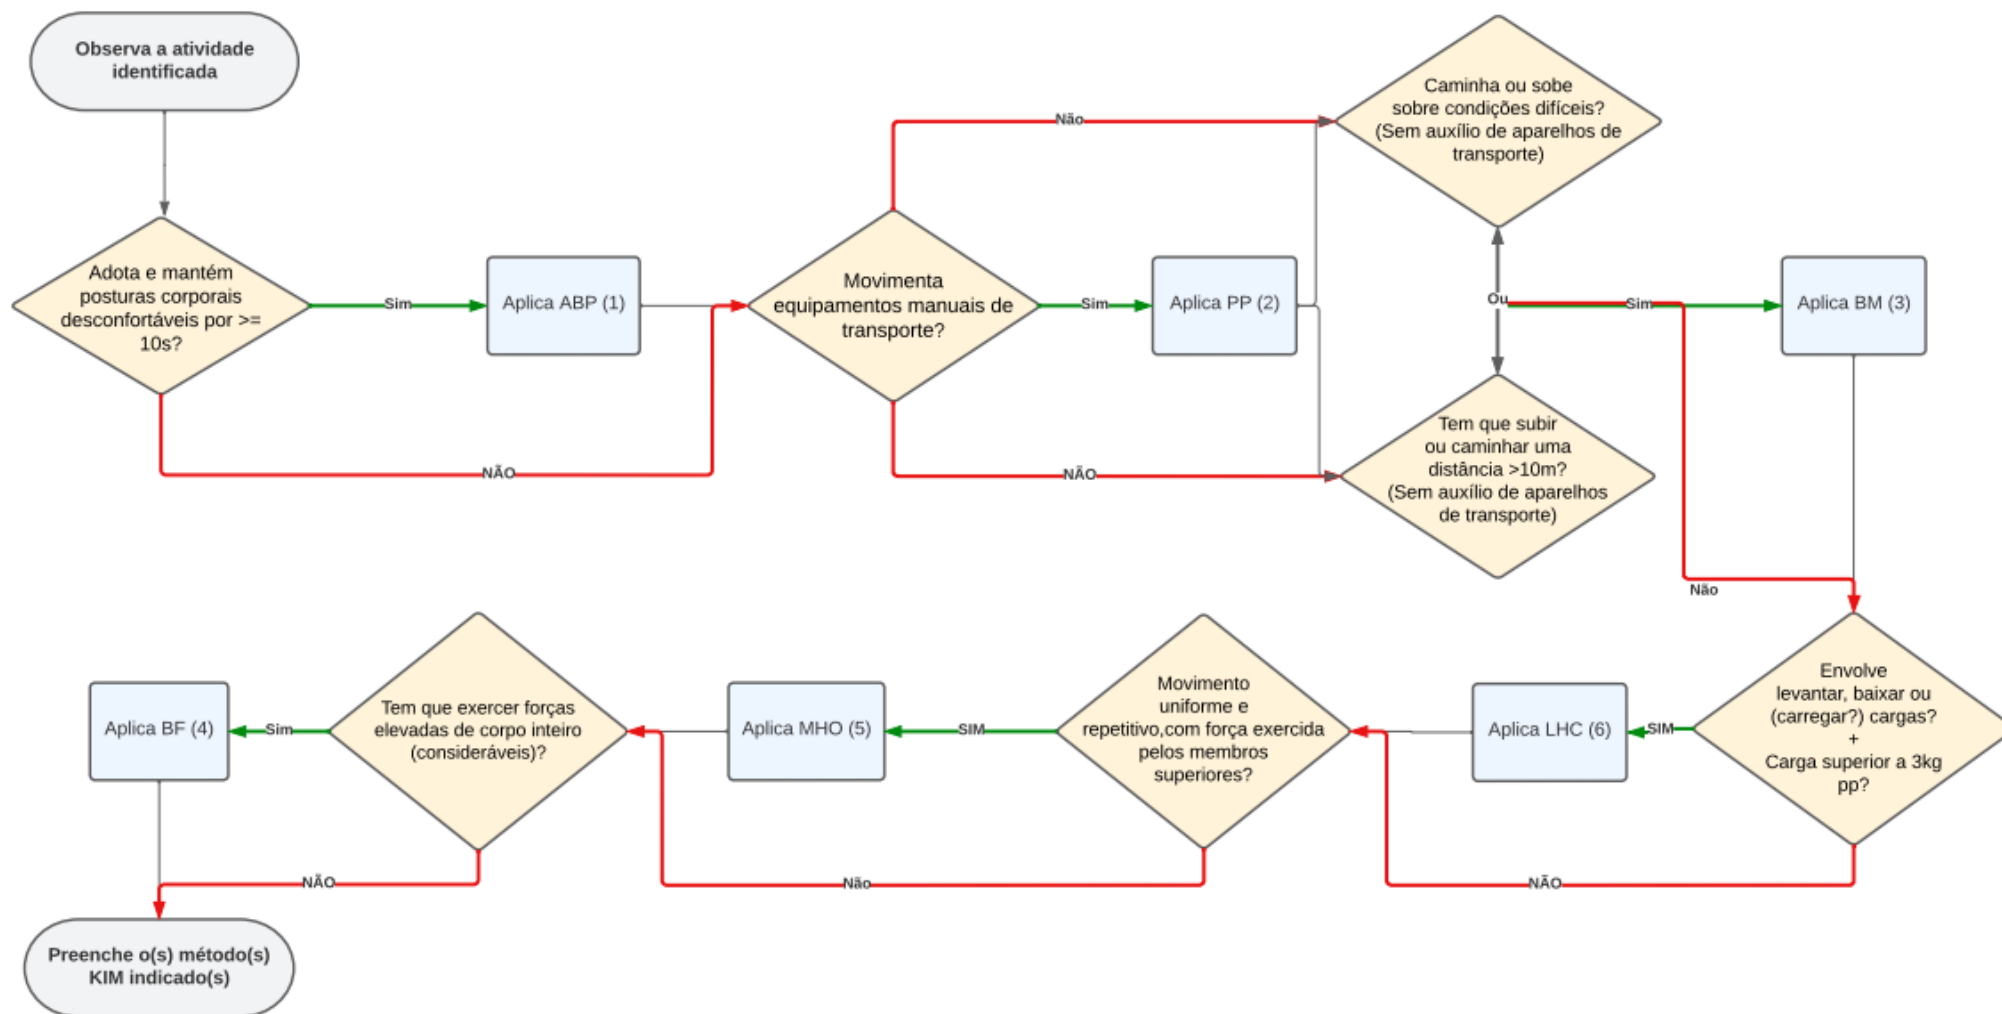 Observa a atividade
identificada
Caminha ou sobe
sobre condições difíceis?
(Sem auxílio de aparelhos de
transporte)
Não
Adota e mantém
posturas corporais
desconfortáveis por >=
10s?
Sim
Aplica ABP (1)
Movimenta
equipamentos manuais de
transporte?
Sim
Aplica PP (2)
Ou
Sim
Aplica BM (3)
NÃO
NÃO
Tem que subir
ou caminhar uma
distância >10m?
(Sem auxílio de aparelhos
de transporte)
Não
Envolve
levantar, baixar ou
(carregar?) cargas?
+
Carga superior a 3kg
pp?
SIM
Aplica LHC (6)
NÃO
Movimento
uniforme e
repetitivo,com força exercida
pelos membros
superiores?
SIM
Aplica MHO (5)
Não
Tem que exercer forças
elevadas de corpo inteiro
(consideráveis)?
Sim
Aplica BF (4)
NÃO
Preenche o(s) método(s)
KIM indicado(s)